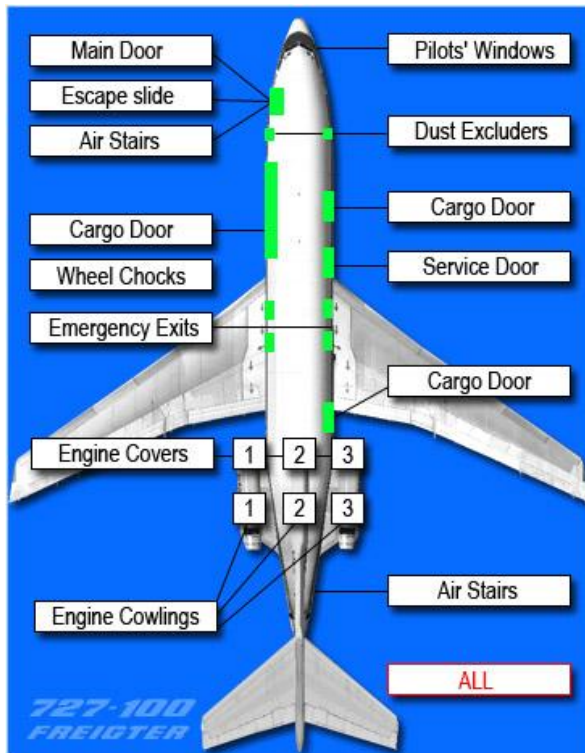 Main Door
Pilots' Windows
Escape slide
Air Stairs
Dust Excluders
Cargo Door
Cargo Door
Wheel Chocks
Service Door
Emergency Exits
Cargo Door
Engine Covers
1
2
3
1
2
3
Air Stairs
Engine Cowlings
ALL
727-100
FREIGTER